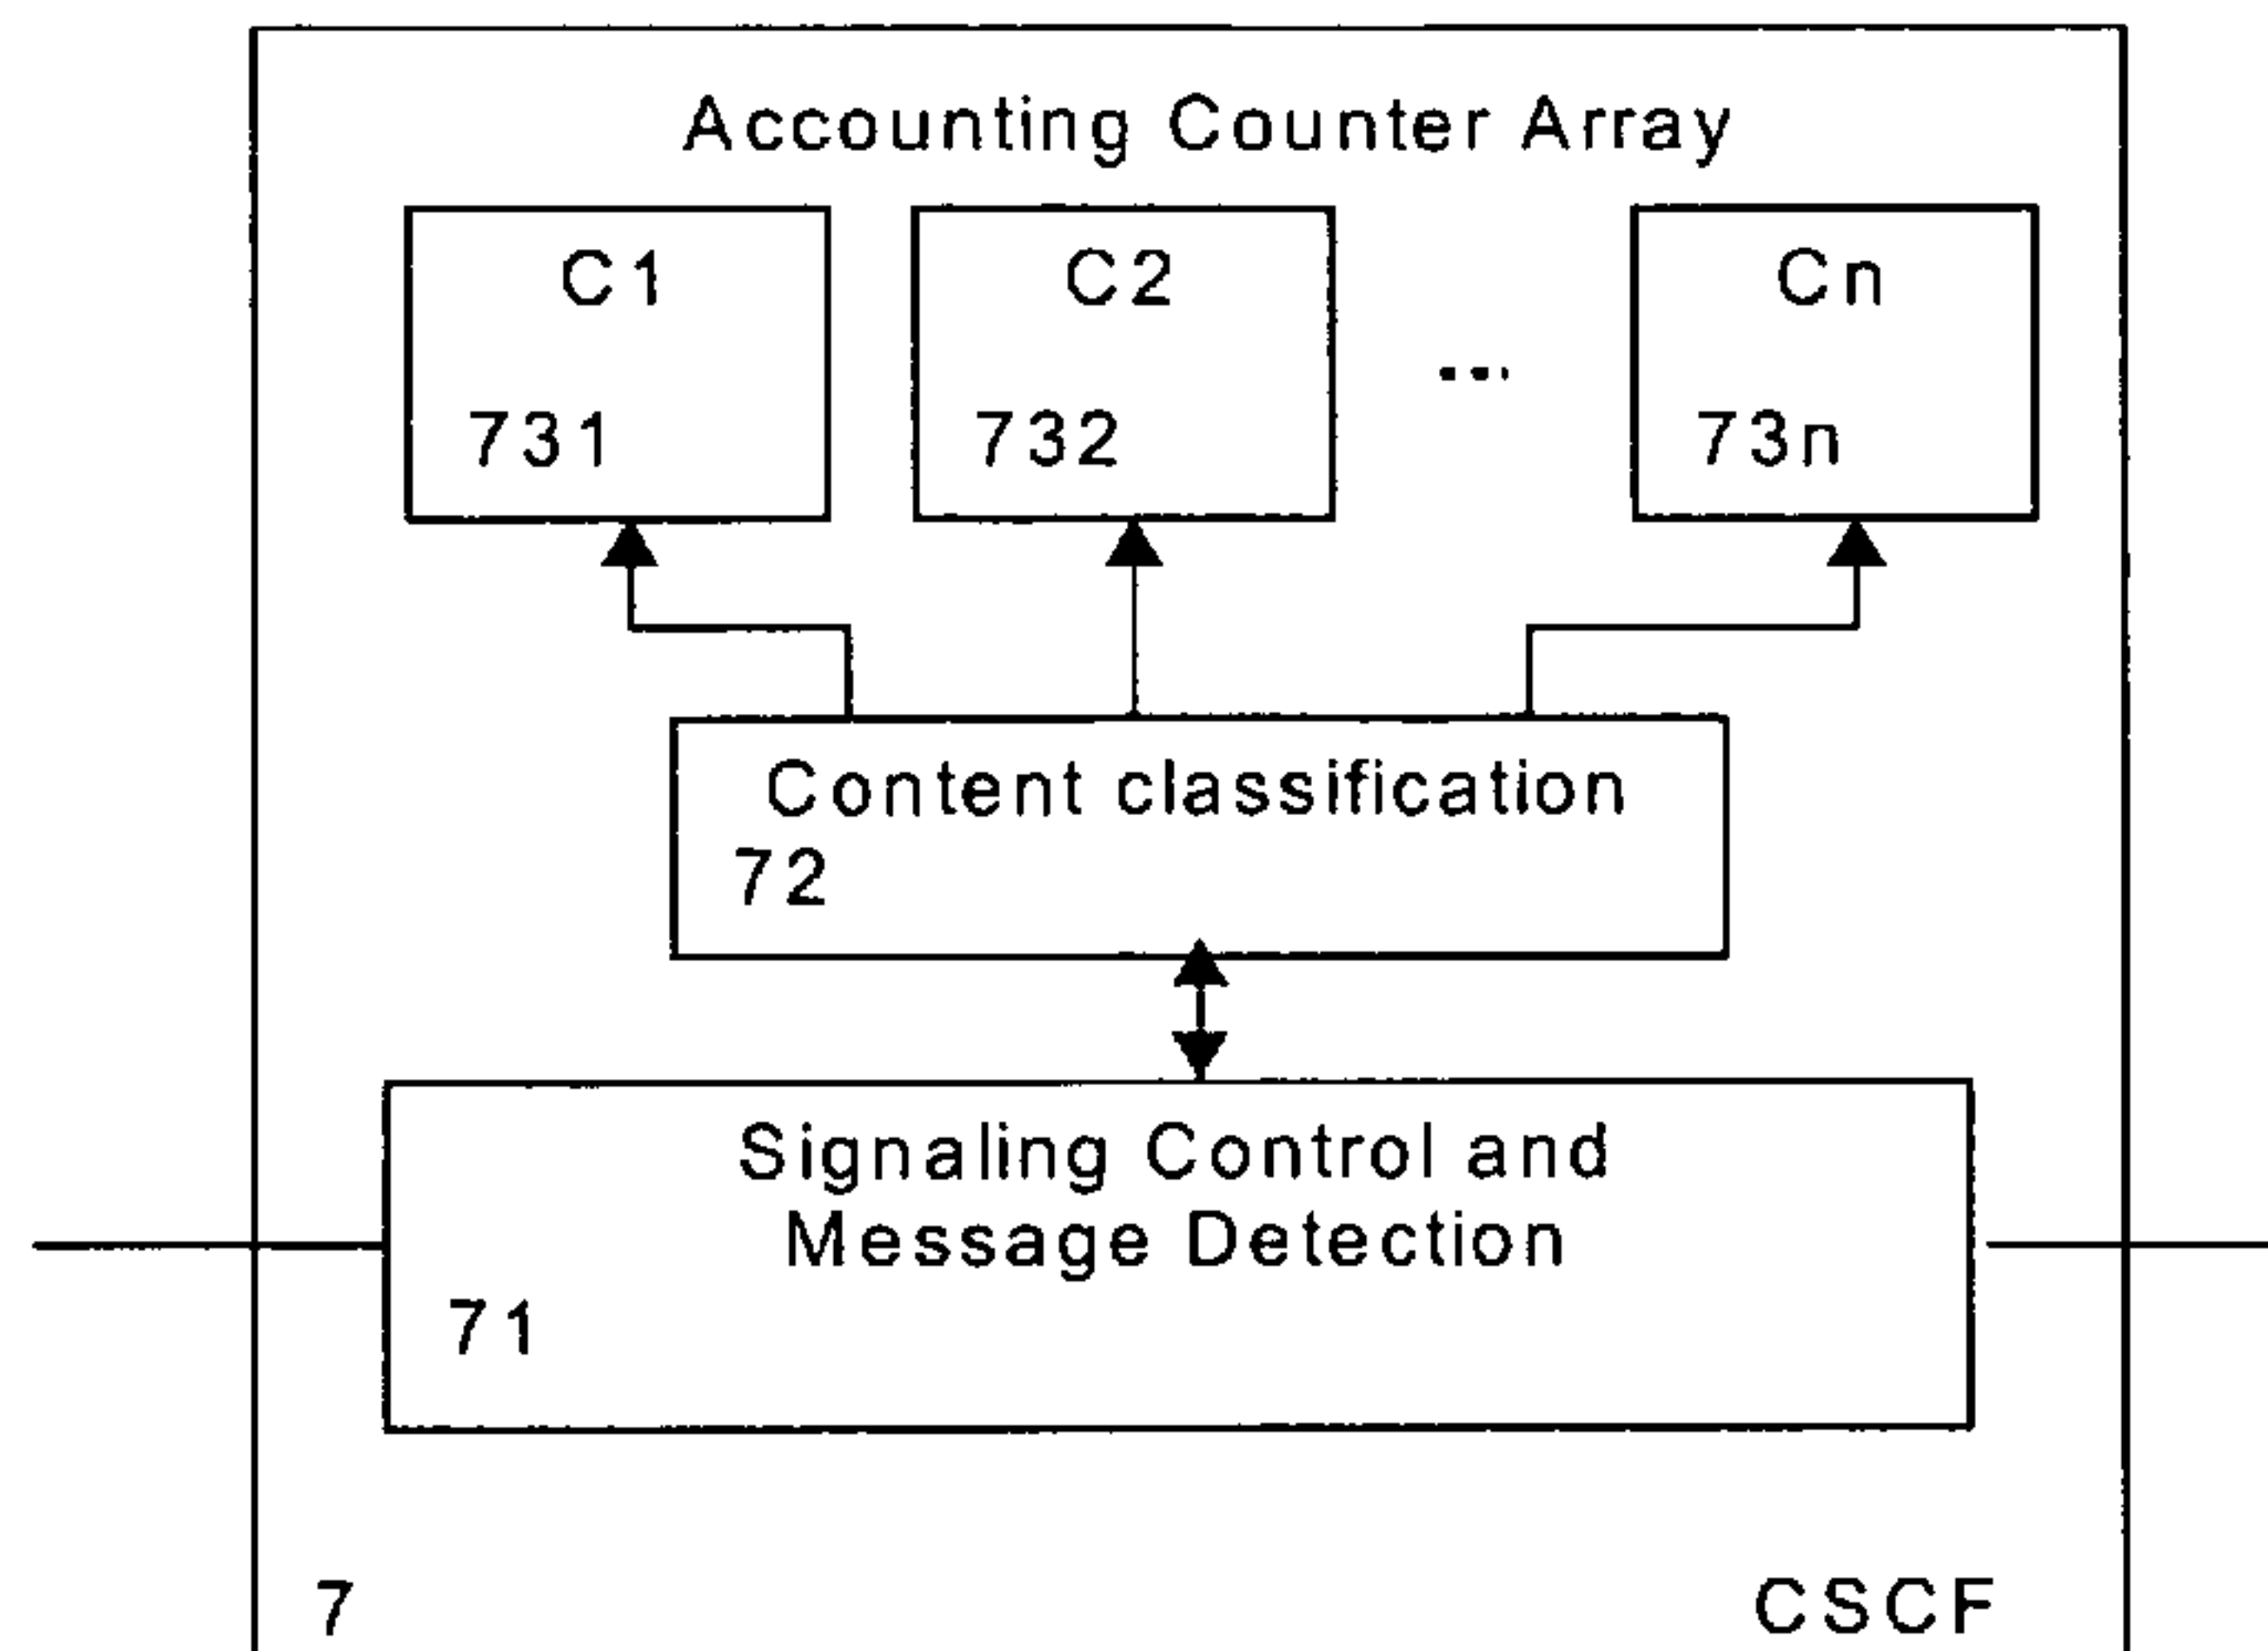 Accounting Counter Array
C1
731
C2
732
...
Cn
73n
Content classification
72
Signaling Control and
Message Detection
71
7
CSCF